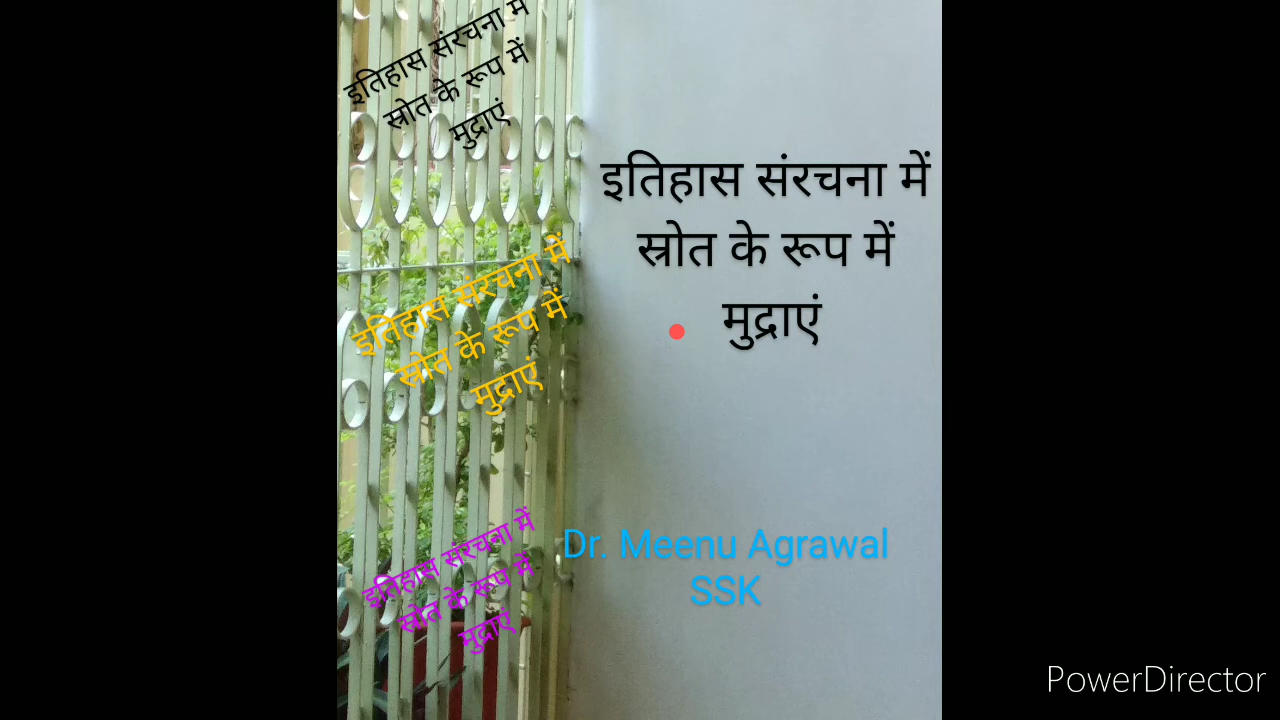 इतिहास संरचना में
स्रोत के रूप में
मुद्राएं
इतिहास संरचना में
स्रोत के रूप में
मुद्राएं
इतिहास संरचना में
स्रोत के रूप में
मुद्राएं
इतिहास संरचना में
स्रोत के रूप में
मुद्राएं
Dr. Meenu Agrawal
SSK
PowerDirector